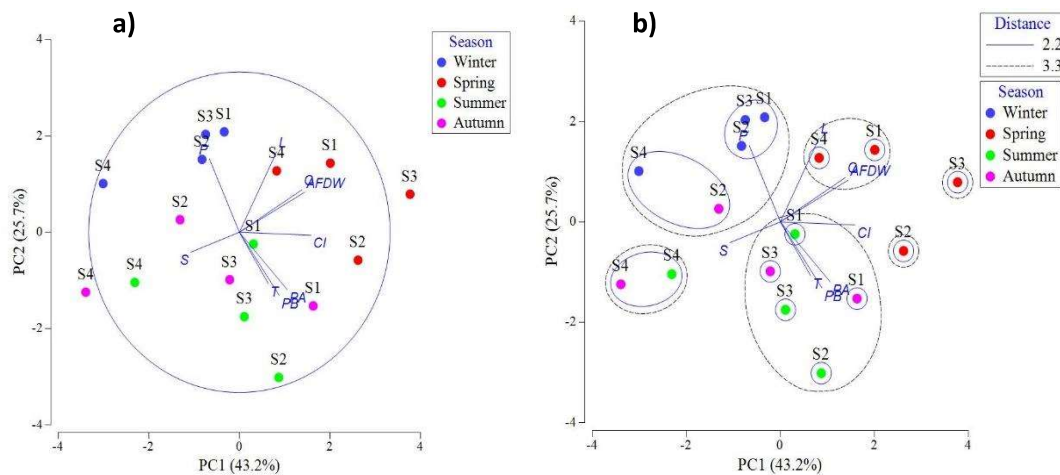 a)
Season
Winter
Spring
Summer
Autumn
4
2
0
-2
-4
PC2 (25.7%)
S3 S1
S2
S4
L
S4
S1
S3
C
AFDW
S2
S1
CI
S2
S
S4
S4
S3
T
BA
PB
S1
S3
S2
-4 -2 0 2 4
PC1 (43.2%)
b)
Distance
2.2
3.3
Season
Winter
Spring
Summer
Autumn
4
2
0
-2
-4
PC2 (25.7%)
S3 S1
S4
L
S4
S1
S3
AFDW
S2
S1
CI
S2
S
S4
S4
S3
T
BA
PB
S1
S3
S2
-4 -2 0 2 4
PC1 (43.2%)